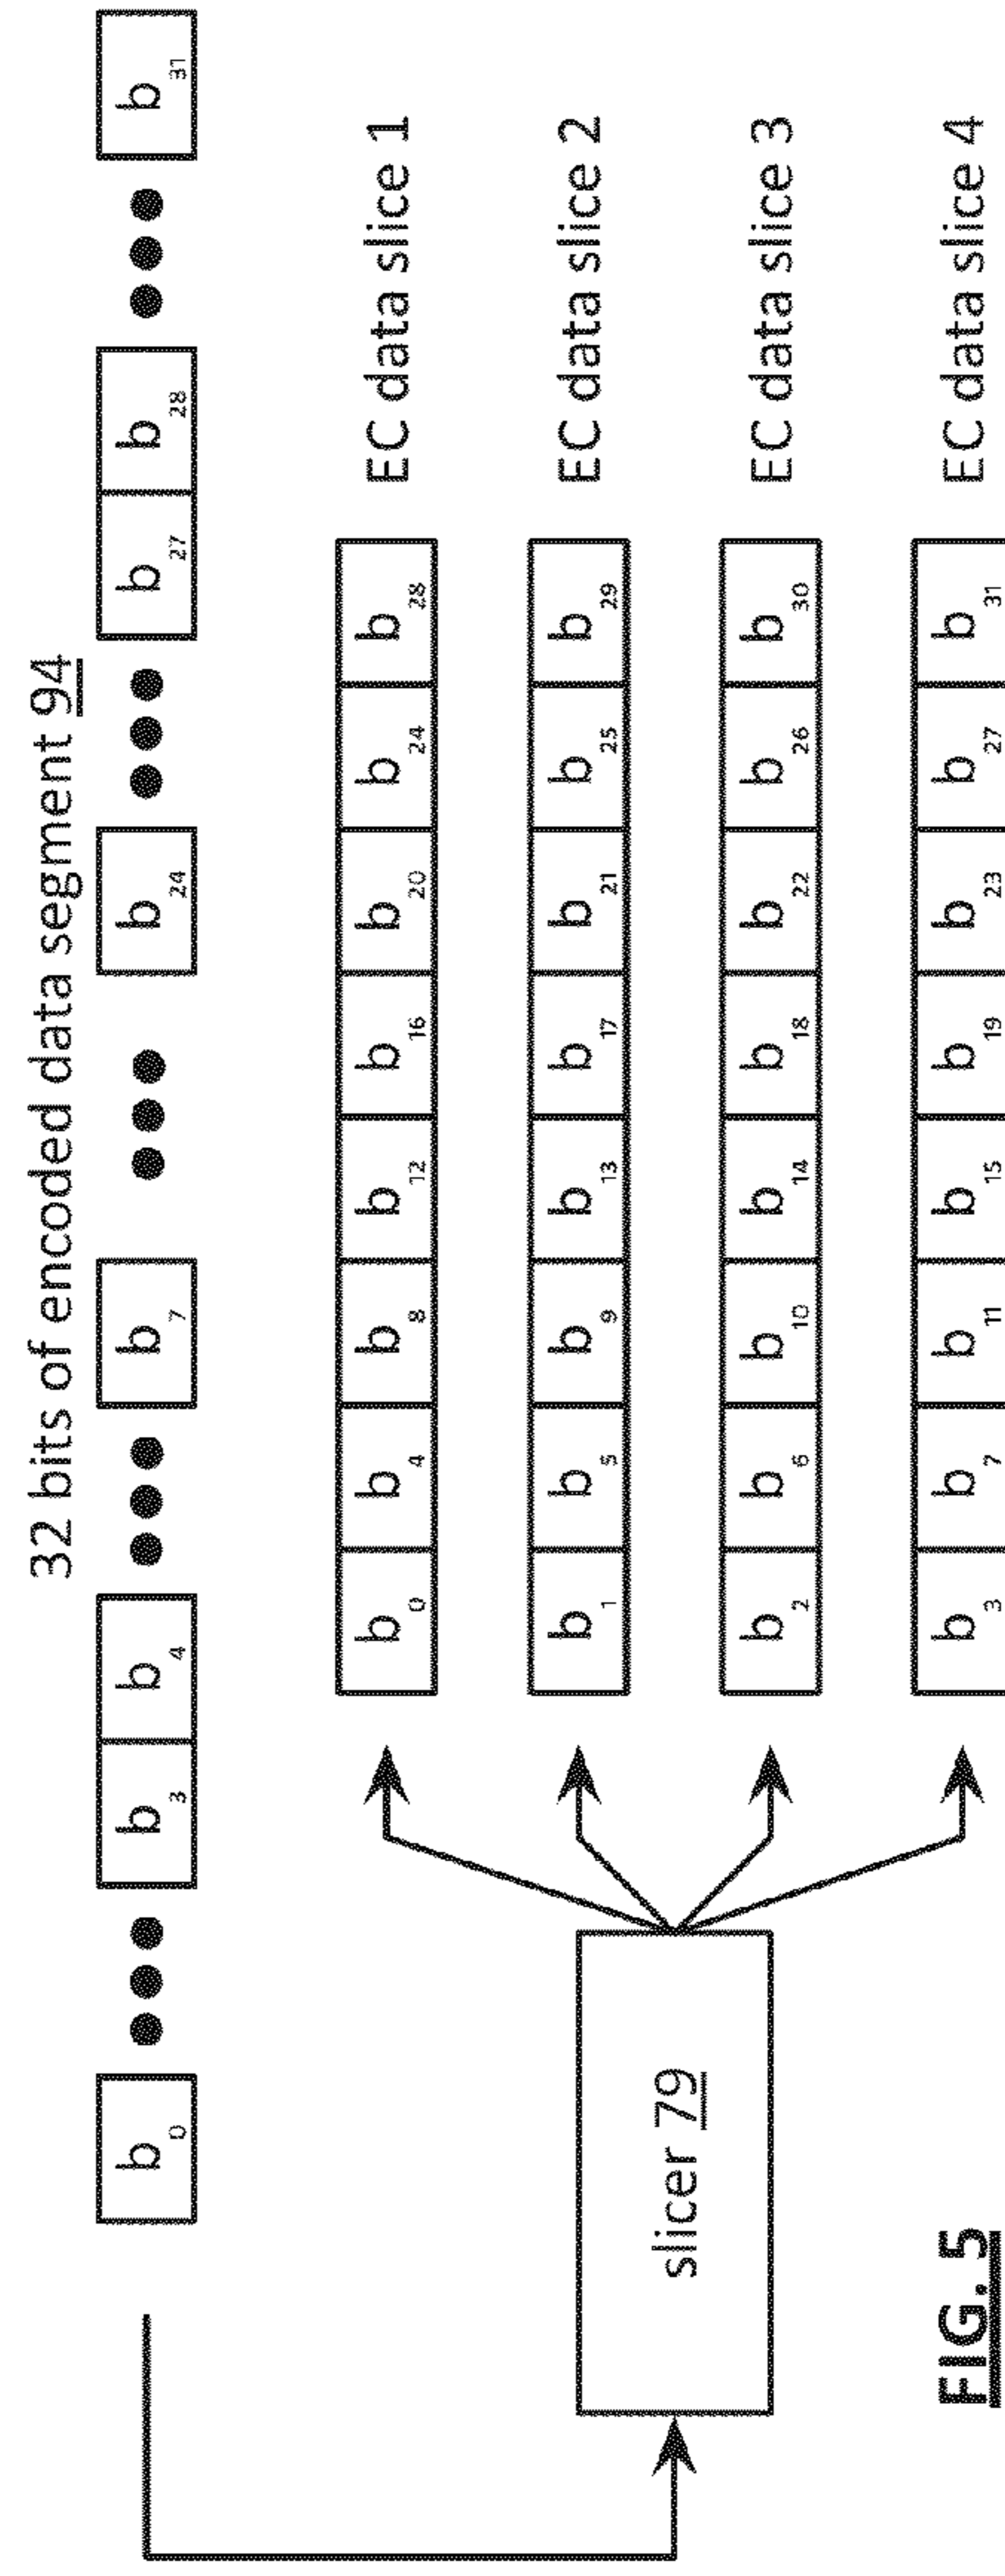 32 bits of encoded data segment 94
b0 ●●● b3 b4 ●●● b7 ●●● b24 ●●● b27 b28 ●●● b31
b0 b4 b8 b12 b16 b20 b24 b28 EC data slice 1
b1 b5 b9 b13 b17 b21 b25 b29 EC data slice 2
slicer 79
b2 b6 b10 b14 b18 b22 b26 b30 EC data slice 3
b3 b7 b11 b15 b19 b23 b27 b31 EC data slice 4
FIG. 5